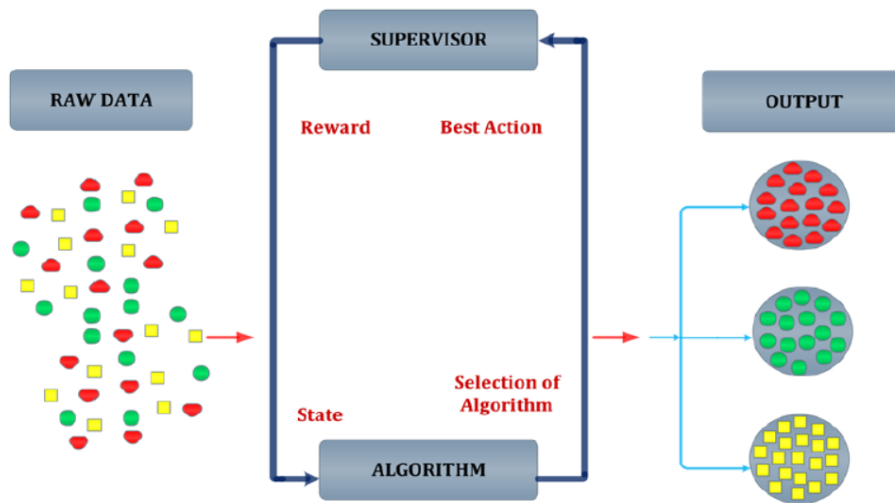 SUPERVISOR
RAW DATA
OUTPUT
Reward
Best Action
State
Selection of
Algorithm
ALGORITHM